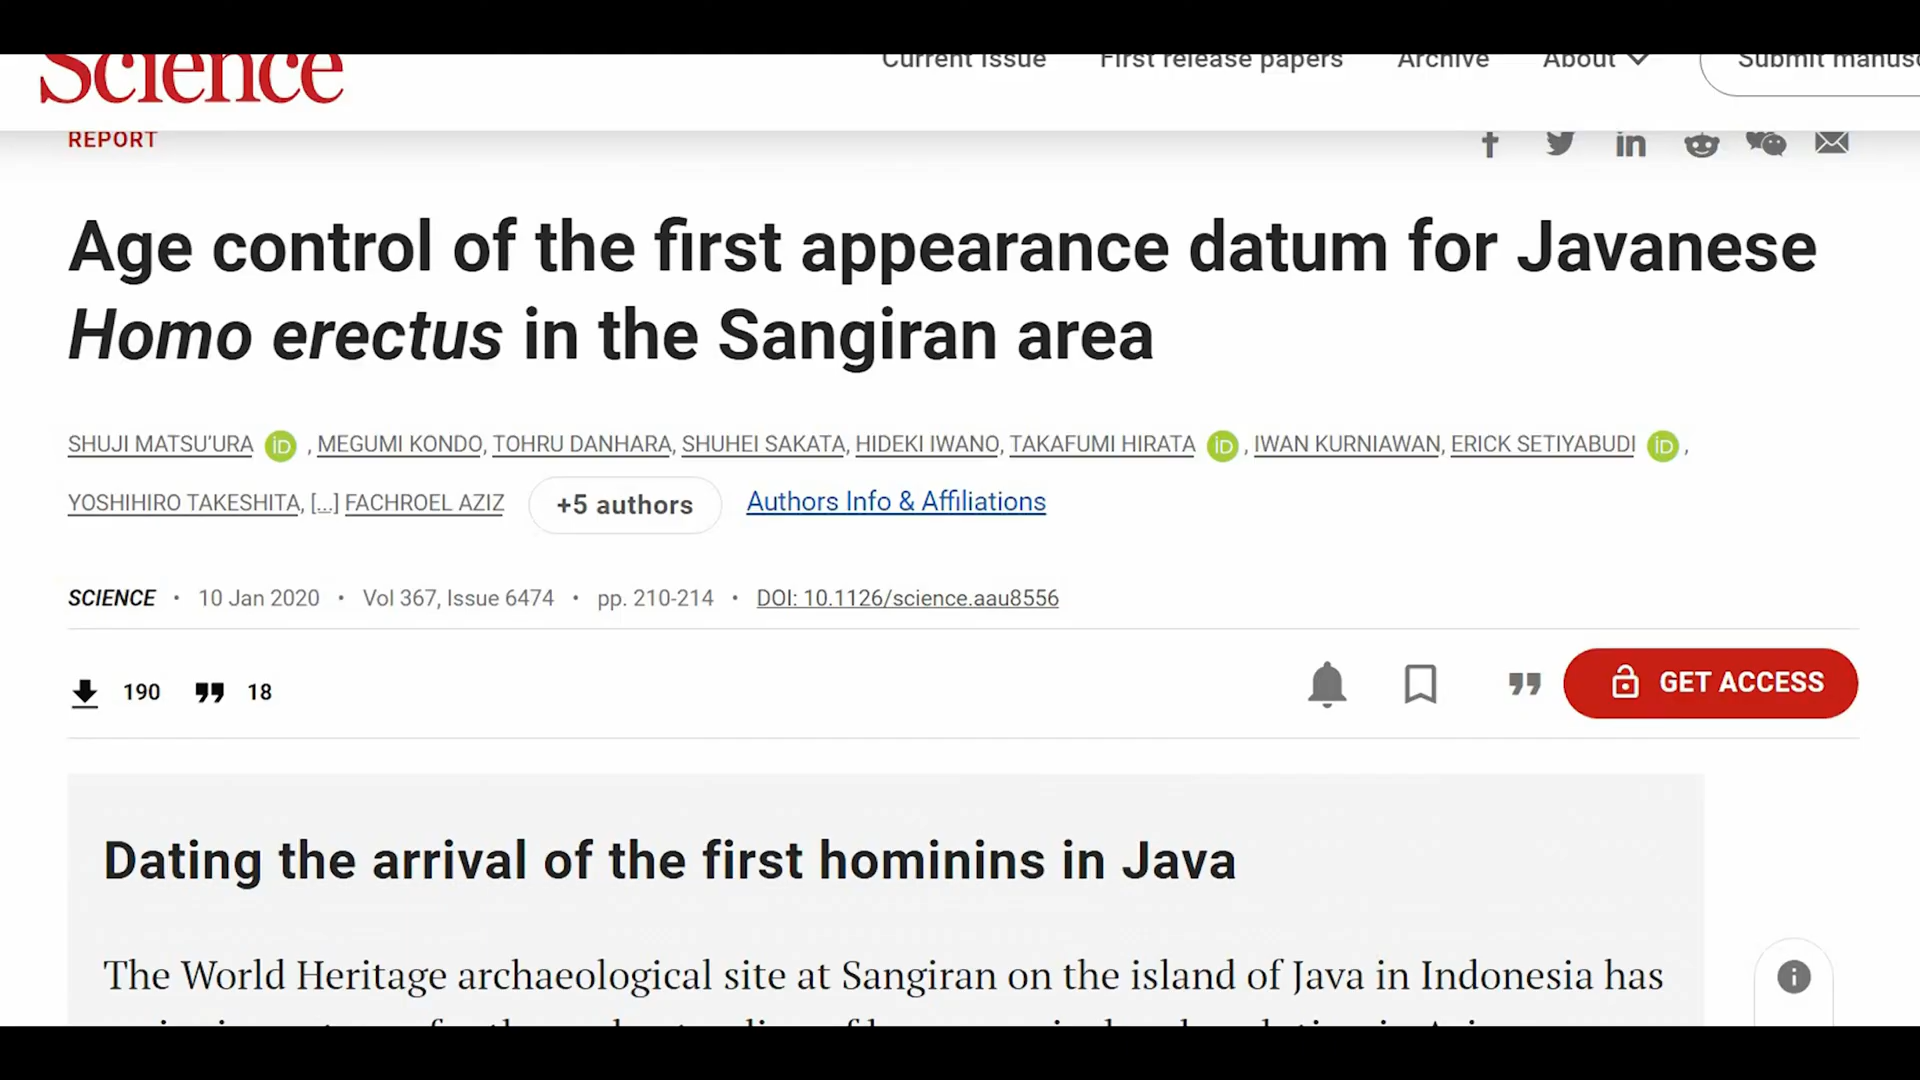 Science
Current Issue First release papers Archive About
REPORT
Age control of the first appearance datum for Javanese
Homo erectus in the Sangiran area
SHUJI MATSU'URA iD , MEGUMI KONDO, TOHRU DANHARA, SHUHEI SAKATA, HIDEKI IWANO, TAKAFUMI HIRATA iD , IWAN KURNIAWAN, ERICK SETIYABUDI iD ,
YOSHIHIRO TAKESHITA, [...] FACHROEL AZIZ +5 authors Authors Info & Affiliations
SCIENCE • 10 Jan 2020 • Vol 367, Issue 6474 • pp. 210-214 • DOI: 10.1126/science.aau8556
190 18
GET ACCESS
Dating the arrival of the first hominins in Java
The World Heritage archaeological site at Sangiran on the island of Java in Indonesia has